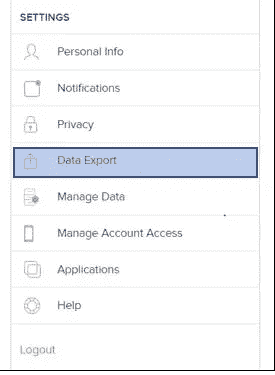 SETTINGS
Personal Info
Notifications
Privacy
Data Export
Manage Data
Manage Account Access
Applications
Help
Logout